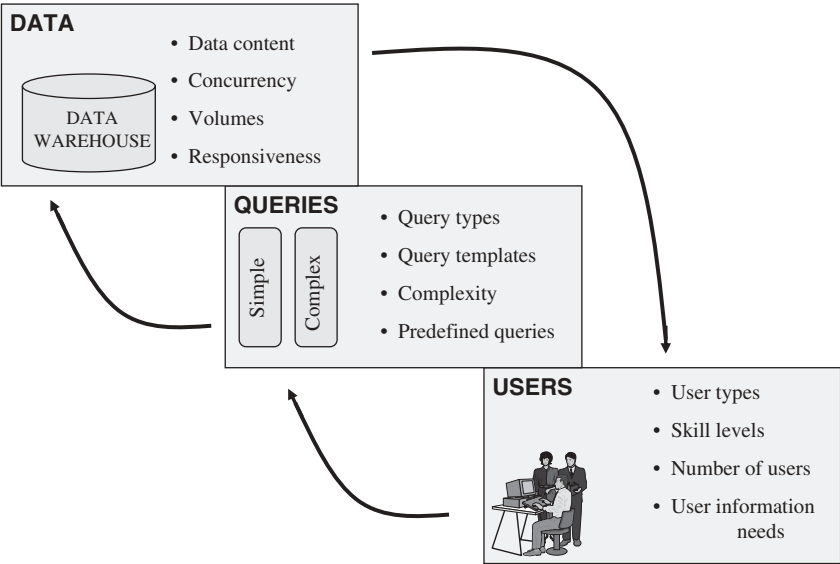 DATA
DATA
WAREHOUSE
• Data content
• Concurrency
• Volumes
• Responsiveness
QUERIES
Simple
Complex
• Query types
• Query templates
• Complexity
• Predefined queries
USERS
• User types
• Skill levels
• Number of users
• User information
needs